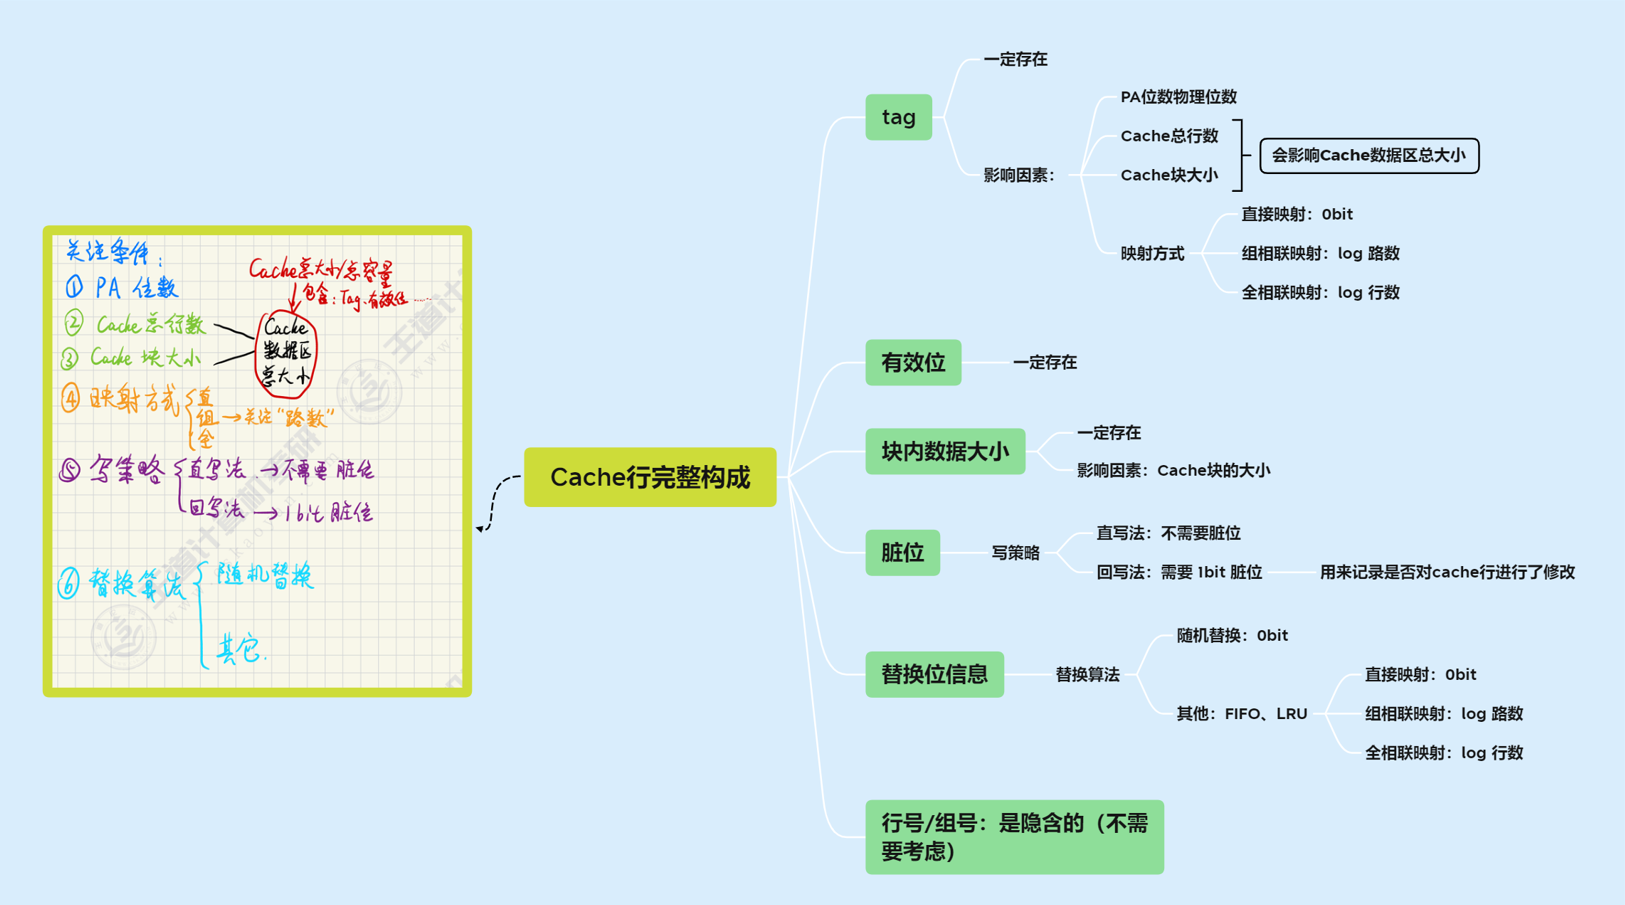 关注条件：
① PA 位数
② Cache总行数
③ Cache 块大小
Cache总大小/总容量
包含：Tag、有效位……
Cache
数据区
总大小
④ 映射方式
直
组 → 关注“路数”
全
⑤ 写策略
直写法 → 不需要 脏位
回写法 → 1bit 脏位
⑥ 替换算法
随机替换
其它.
Cache行完整构成
tag
一定存在
影响因素：
PA位数物理位数
Cache总行数
Cache块大小
会影响Cache数据区总大小
映射方式
直接映射：0bit
组相联映射：log 路数
全相联映射：log 行数
有效位
一定存在
块内数据大小
一定存在
影响因素：Cache块的大小
脏位
写策略
直写法：不需要脏位
回写法：需要 1bit 脏位
用来记录是否对cache行进行了修改
替换位信息
替换算法
随机替换：0bit
其他：FIFO、LRU
直接映射：0bit
组相联映射：log 路数
全相联映射：log 行数
行号/组号：是隐含的（不需
要考虑）